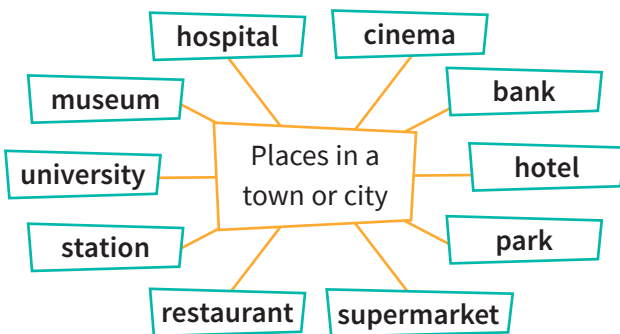 hospital
cinema
museum
bank
Places in a
town or city
university
hotel
station
park
restaurant
supermarket